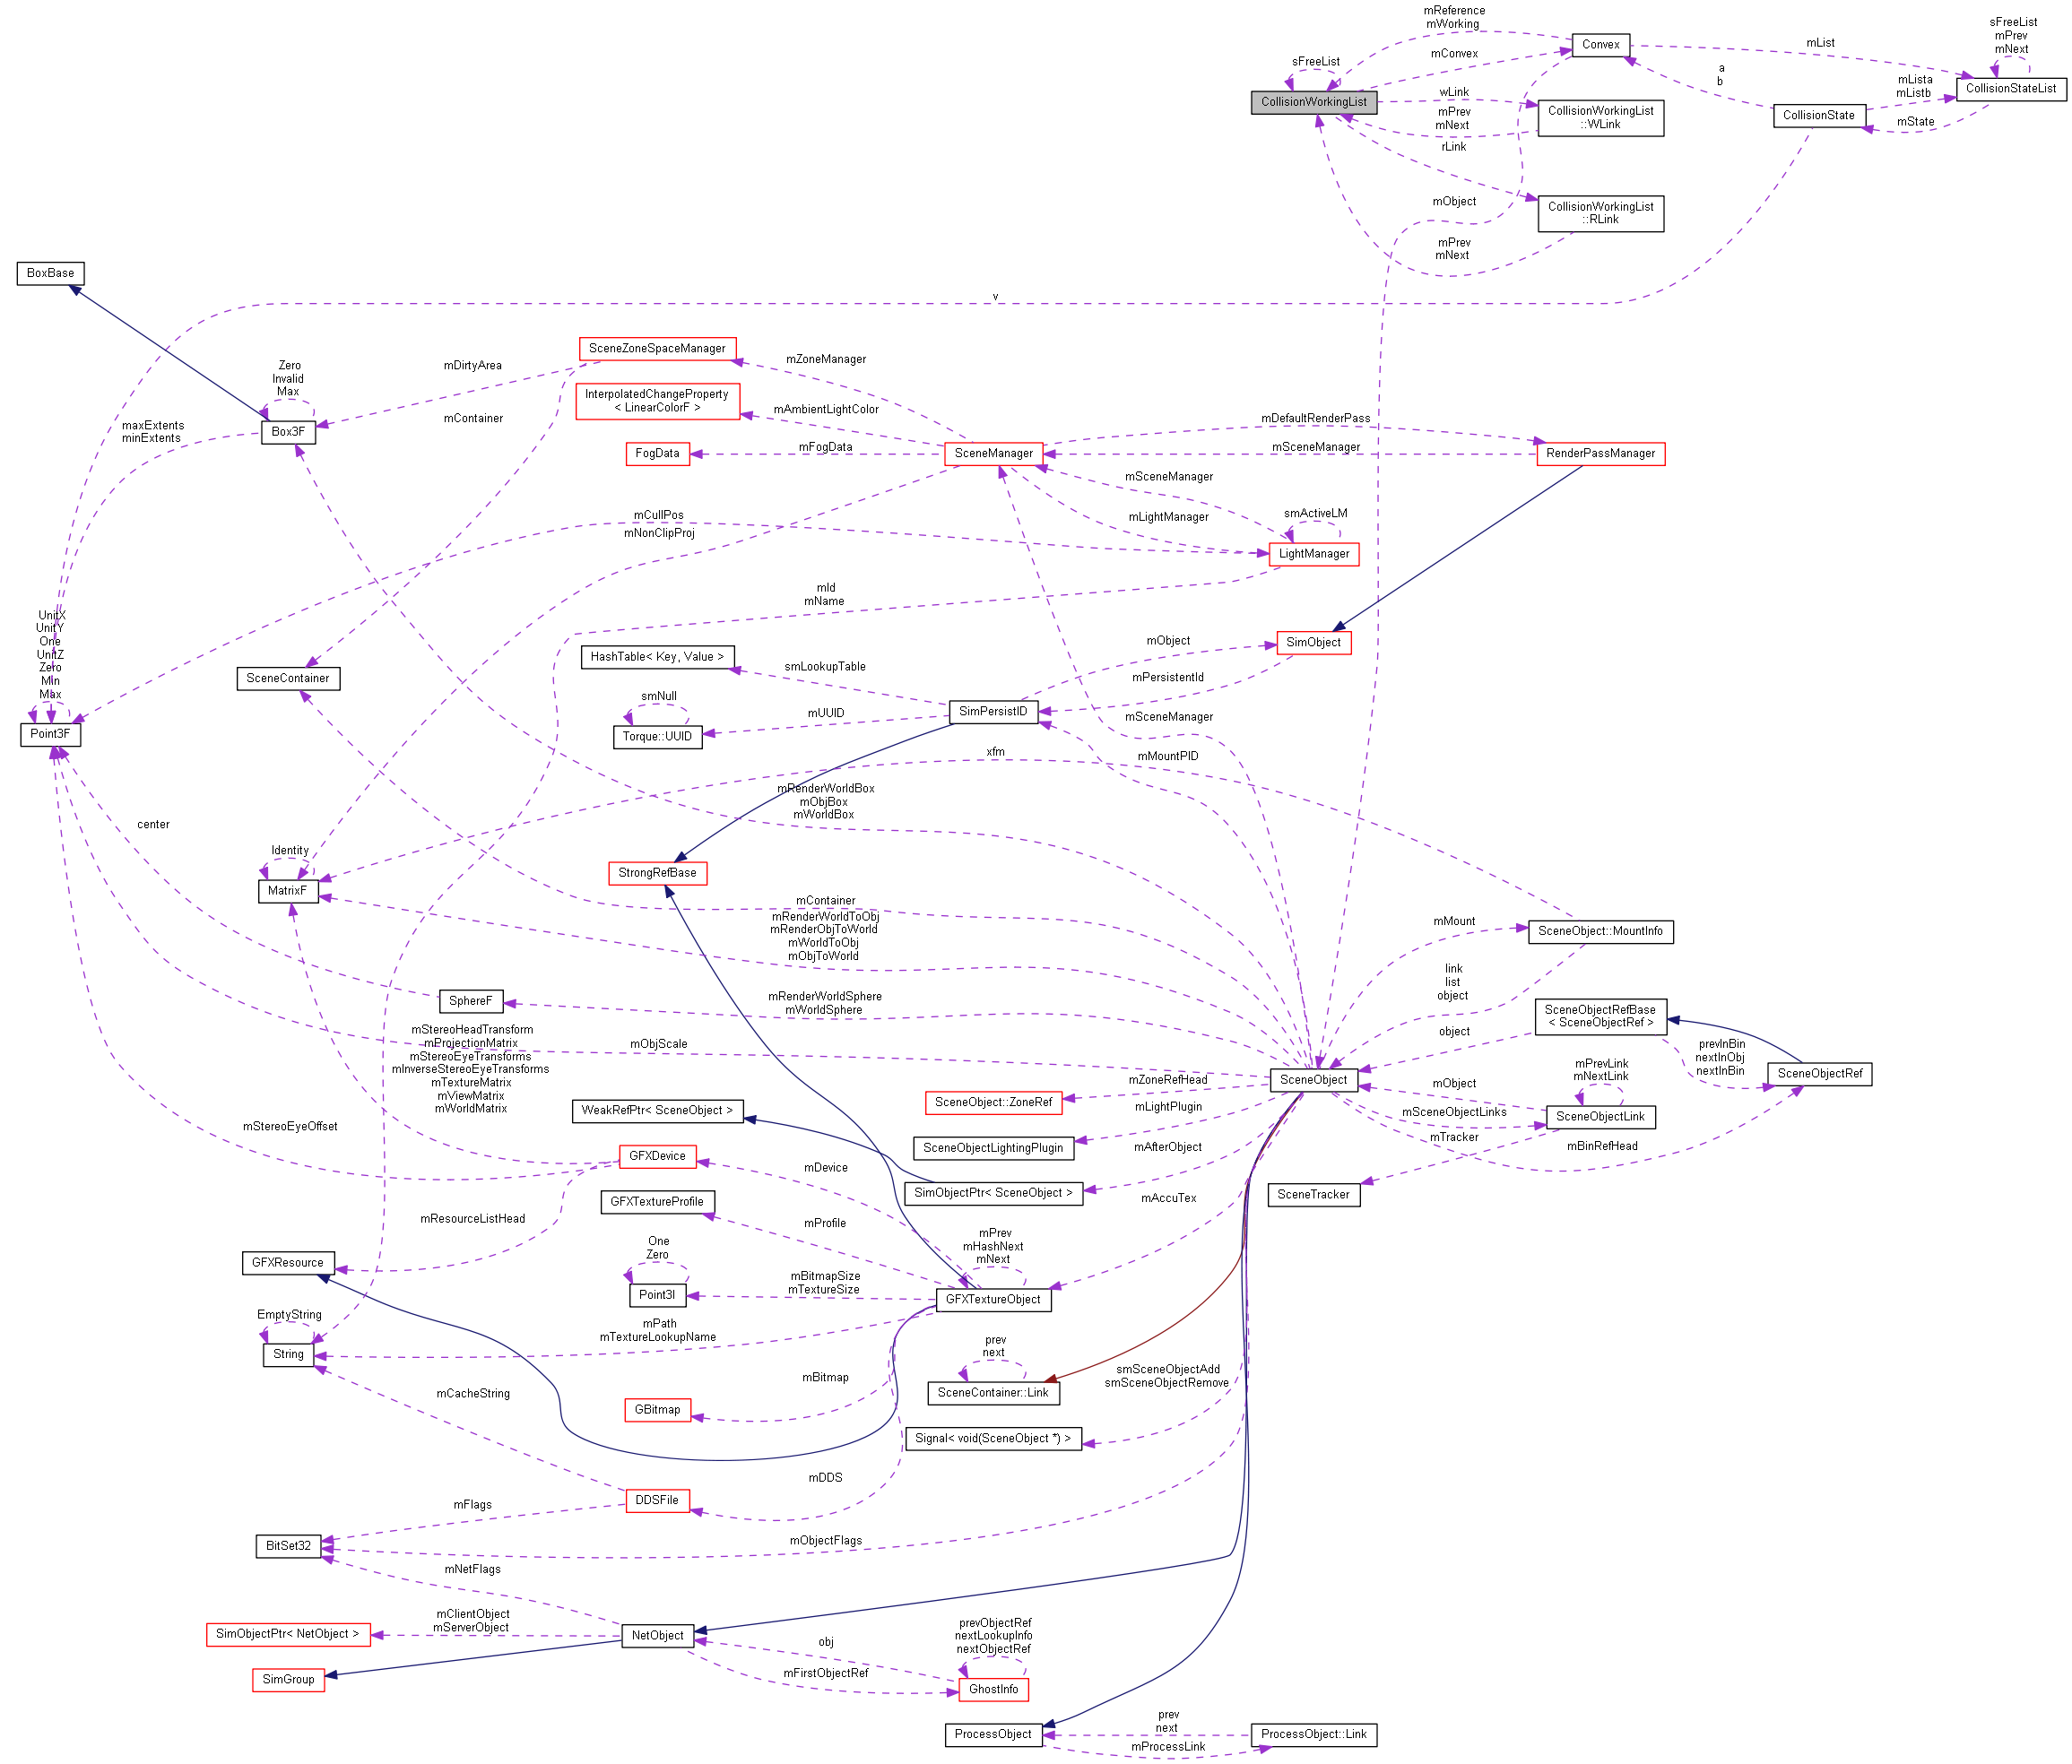 mReference
mWorking
sFreeList
mPrev
mNext
Convex
mList
sFreeList
mConvex
a
b
mLista
mListb
CollisionStateList
CollisionWorkingList
wLink
CollisionWorkingList
::WLink
CollisionState
mPrev
mNext
mState
rLink
mObject
CollisionWorkingList
::RLink
mPrev
mNext
BoxBase
v
SceneZoneSpaceManager
mZoneManager
mDirtyArea
Zero
Invalid
Max
InterpolatedChangeProperty
< LinearColorF >
mAmbientLightColor
mContainer
mDefaultRenderPass
maxExtents
minExtents
Box3F
FogData
mFogData
SceneManager
mSceneManager
RenderPassManager
mSceneManager
mCullPos
mNonClipProj
mLightManager
smActiveLM
LightManager
mId
mName
UnitX
UnitY
One
UnitZ
Zero
Min
Max
HashTable< Key, Value >
smLookupTable
mObject
SimObject
SceneContainer
mPersistentId
smNull
mUUID
SimPersistID
mSceneManager
Point3F
Torque::UUID
xfm
mMountPID
mRenderWorldBox
mObjBox
mWorldBox
center
Identity
StrongRefBase
MatrixF
mContainer
mRenderWorldToObj
mRenderObjToWorld
mWorldToObj
mObjToWorld
mMount
SceneObject::MountInfo
link
list
object
SphereF
mRenderWorldSphere
mWorldSphere
SceneObjectRefBase
< SceneObjectRef >
mStereoHeadTransform
mProjectionMatrix
mStereoEyeTransforms
mInverseStereoEyeTransforms
mTextureMatrix
mViewMatrix
mWorldMatrix
mObjScale
object
prevInBin
nextInObj
nextInBin
mPrevLink
mNextLink
SceneObjectRef
SceneObject
mZoneRefHead
mObject
SceneObject::ZoneRef
WeakRefPtr< SceneObject >
mLightPlugin
mSceneObjectLinks
SceneObjectLink
mStereoEyeOffset
SceneObjectLightingPlugin
mAfterObject
mTracker
mBinRefHead
GFXDevice
mDevice
SimObjectPtr< SceneObject >
mAccuTex
SceneTracker
GFXTextureProfile
mResourceListHead
mProfile
mPrev
mHashNext
mNext
GFXResource
One
Zero
mBitmapSize
mTextureSize
Point3I
GFXTextureObject
EmptyString
mPath
mTextureLookupName
String
prev
next
mCacheString
mBitmap
SceneContainer::Link
smSceneObjectAdd
smSceneObjectRemove
GBitmap
Signal< void(SceneObject *) >
mDDS
DDSFile
mFlags
BitSet32
mObjectFlags
mNetFlags
SimObjectPtr< NetObject >
mClientObject
mServerObject
NetObject
prevObjectRef
nextLookupInfo
nextObjectRef
obj
SimGroup
mFirstObjectRef
GhostInfo
ProcessObject
prev
next
ProcessObject::Link
mProcessLink